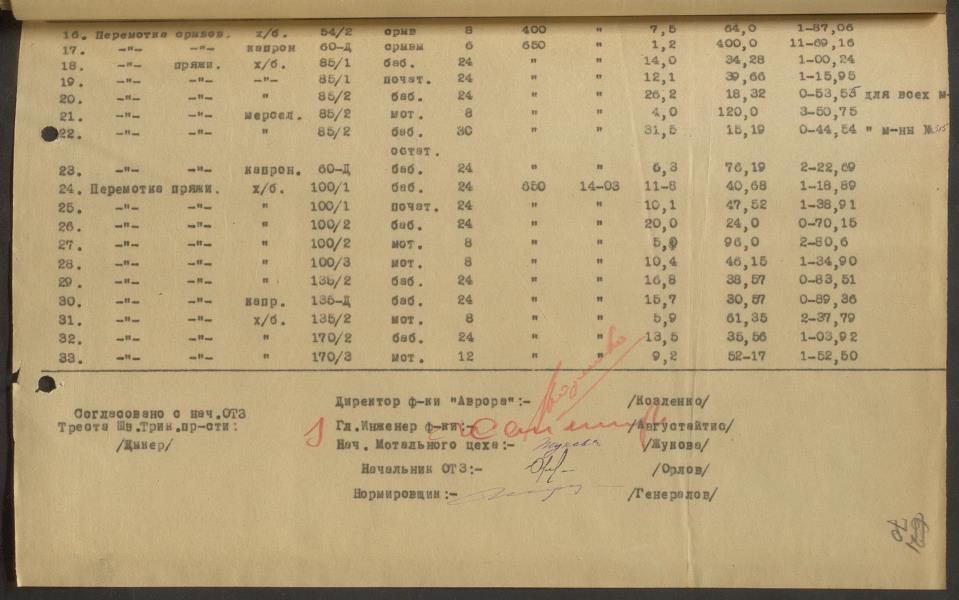 16. Перемотка срывов. х/б. 54/2 срыв 8 400 " 7,5 64,0 1-87,06
17. -"- -"- капрон 60-Д срывы 6 650 " 1,2 400,0 11-69,16
18. -"- пряжи. х/б. 85/1 баб. 24 " " 14,0 34,28 1-00,24
19. -"- -"- -"- 85/1 почат. 24 " " 12,1 39,66 1-15,95
20. -"- -"- " 85/2 баб. 24 " " 26,2 18,32 0-53,55 для всех м-
21. -"- -"- мерсел. 85/2 мот. 8 " " 4,0 120,0 3-50,75
22. -"- -"- " 85/2 баб. 30 " " 31,5 15,19 0-44,54 " м-ны №
остат.
23. -"- -"- капрон. 60-Д баб. 24 " " 6,3 76,19 2-22,69
24. Перемотка пряжи. х/б. 100/1 баб. 24 650 14-03 11-8 40,68 1-18,89
25. -"- -"- " 100/1 почат. 24 " " 10,1 47,52 1-38,91
26. -"- -"- " 100/2 баб. 24 " " 20,0 24,0 0-70,15
27. -"- -"- " 100/2 мот. 8 " " 96,0 2-80,6
28. -"- -"- " 100/3 мот. 8 " " 10,4 46,15 1-34,90
29. -"- -"- " 135/2 баб. 24 " " 16,8 38,57 0-83,51
30. -"- -"- капр. 135-Д баб. 24 " " 15,7 30,57 0-89,36
31. -"- -"- х/б. 135/2 мот. 8 " " 5,9 61,35 2-37,79
32. -"- -"- " 170/2 баб. 24 " " 13,5 35,56 1-03,92
33. -"- -"- " 170/3 мот. 12 " " 9,2 52-17 1-52,50
Директор ф-ки "Аврора":- /Козленко/
Согласовано с нач.ОТЗ
Треста Шв.Трик.пр-сти: Гл.Инженер ф-ки:- /Августайтис/
/Дымкер/ Нач. Мотального цеха:- Жукова /Жукова/
Начальник ОТЗ:- /Орлов/
Нормировщик:- /Генералов/